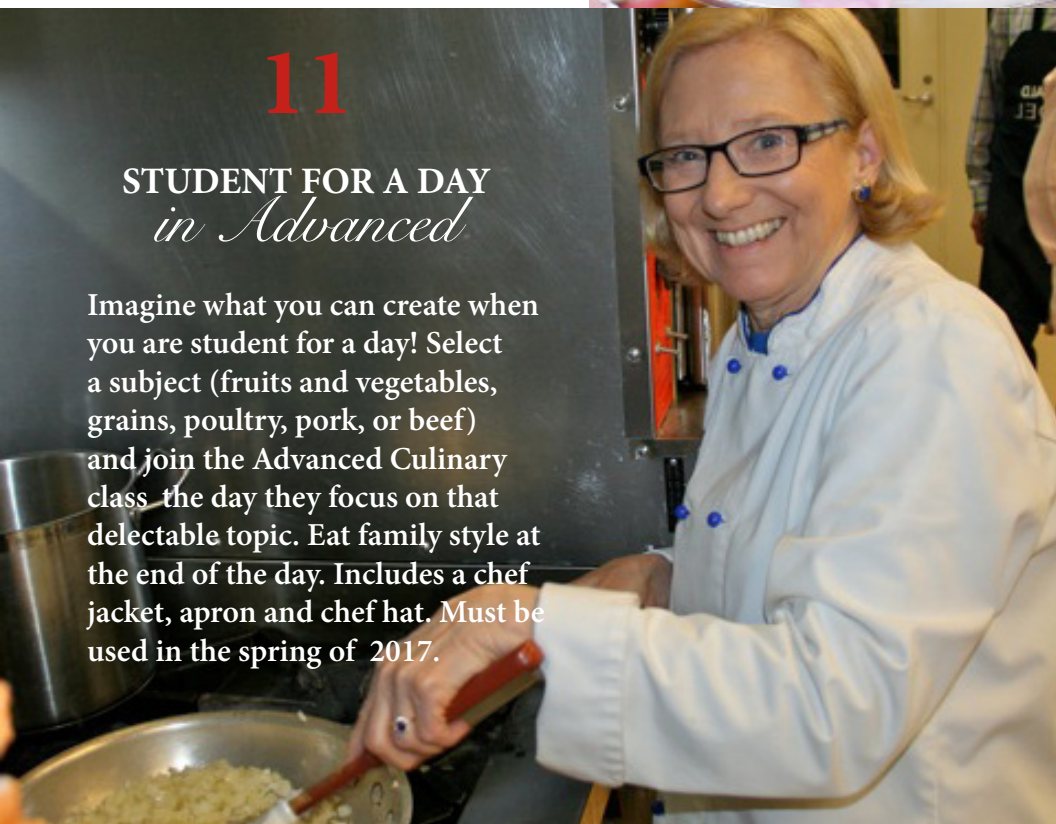 11
STUDENT FOR A DAY
in Advanced
Imagine what you can create when
you are student for a day! Select
a subject (fruits and vegetables,
grains, poultry, pork, or beef)
and join the Advanced Culinary
class  the day they focus on that
delectable topic. Eat family style at
the end of the day. Includes a chef
jacket, apron and chef hat. Must be
used in the spring of  2017.